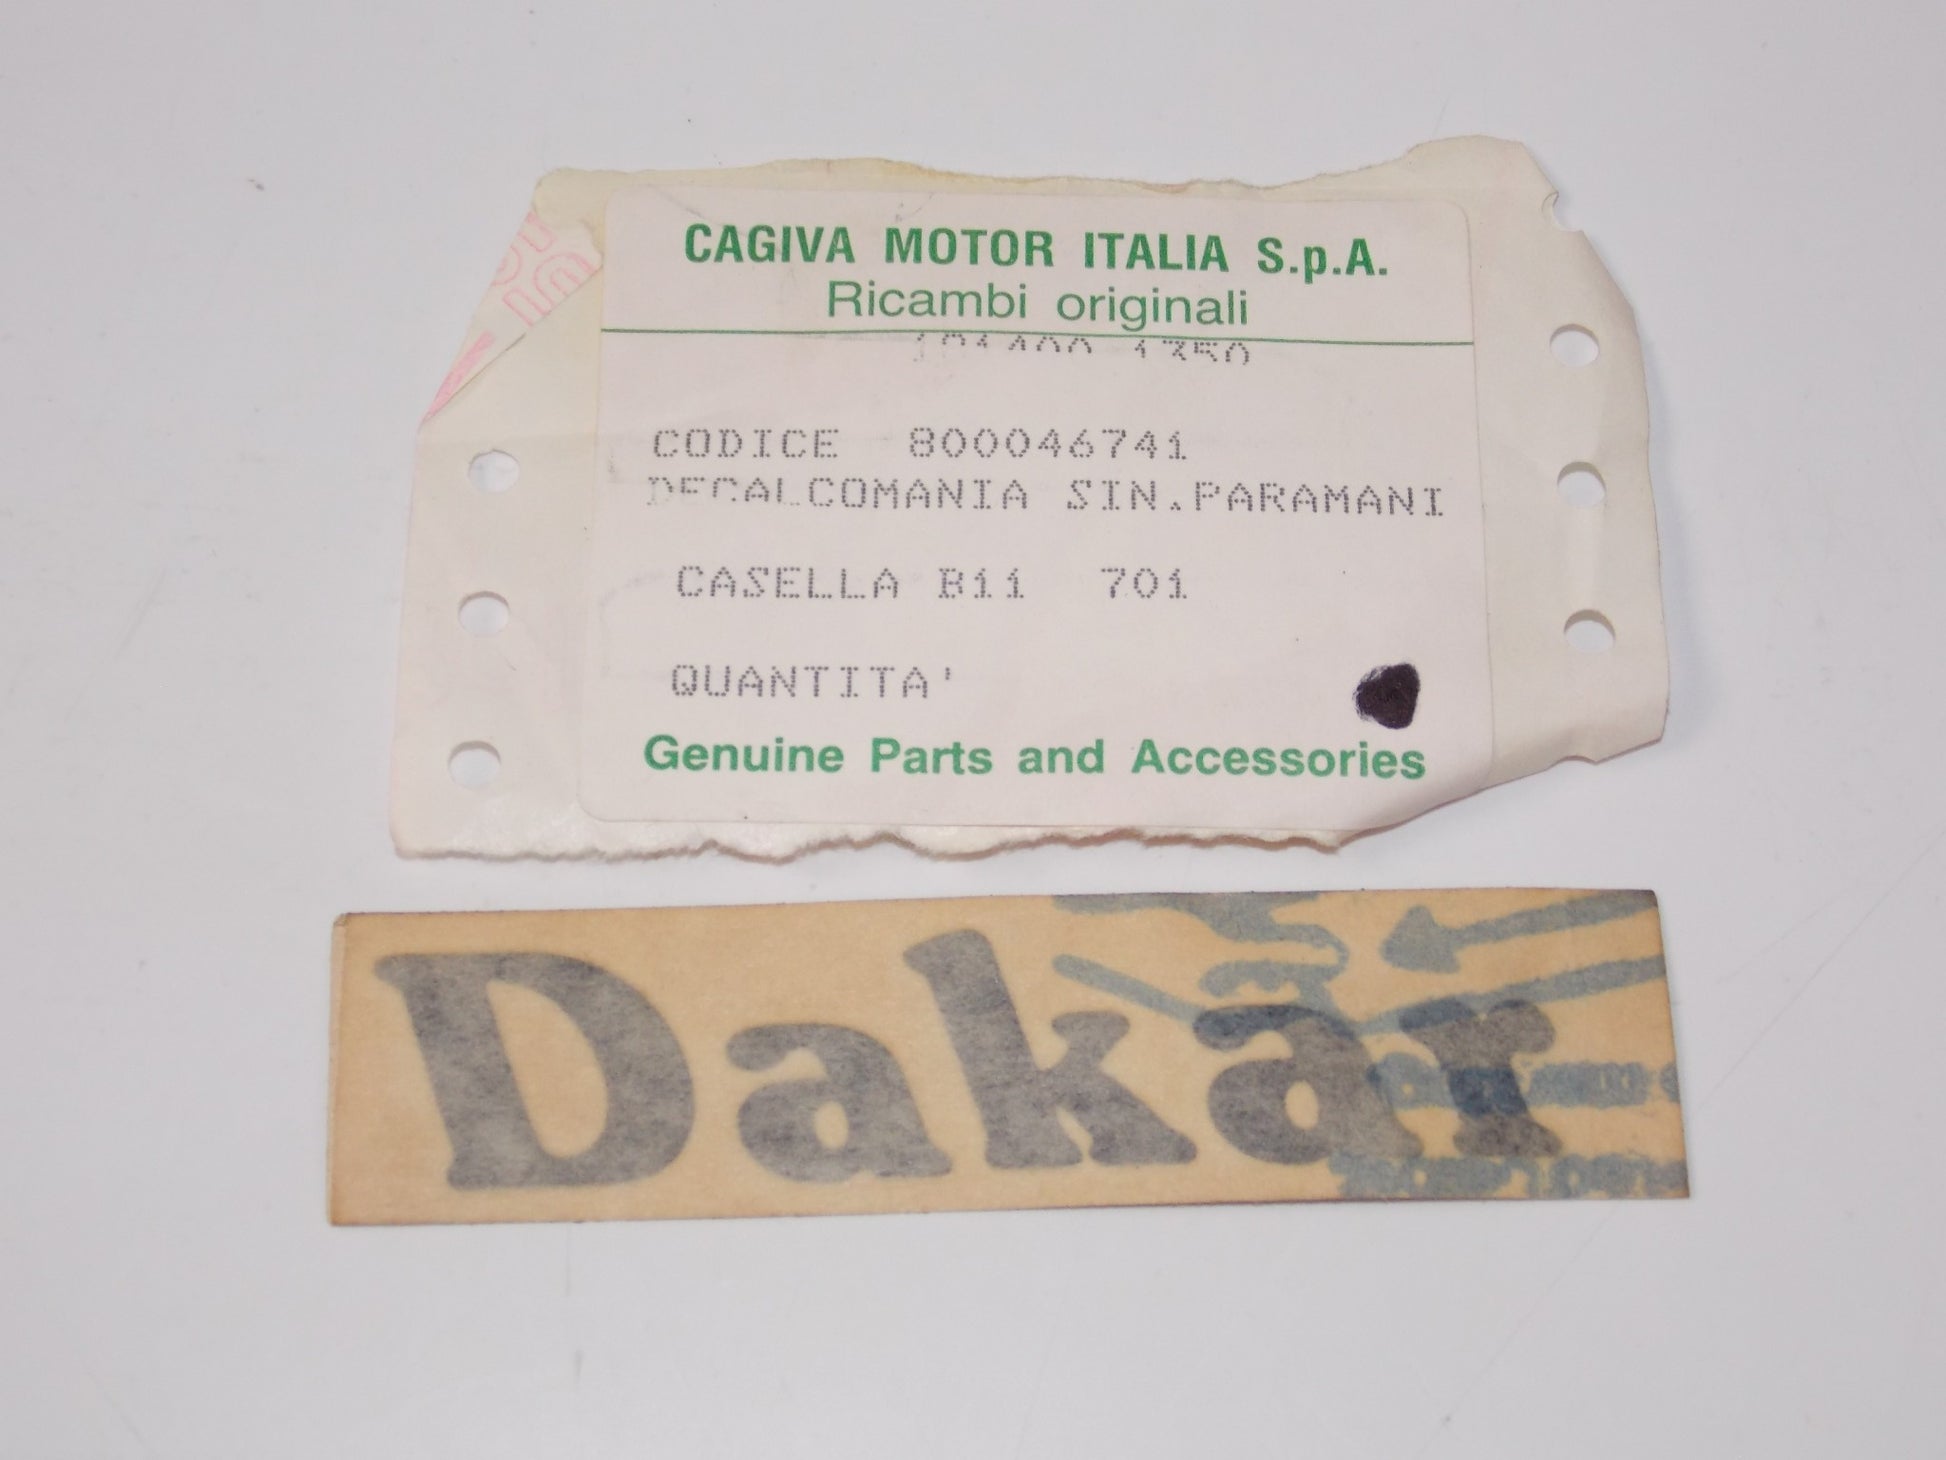 CAGIVA MOTOR ITALIA S.p.A.
Ricambi originali
CODICE 800046741
DECALCOMANIA SIN.PARAMANI
CASELLA B11 701
QUANTITA'
Genuine Parts and Accessories
Dakar